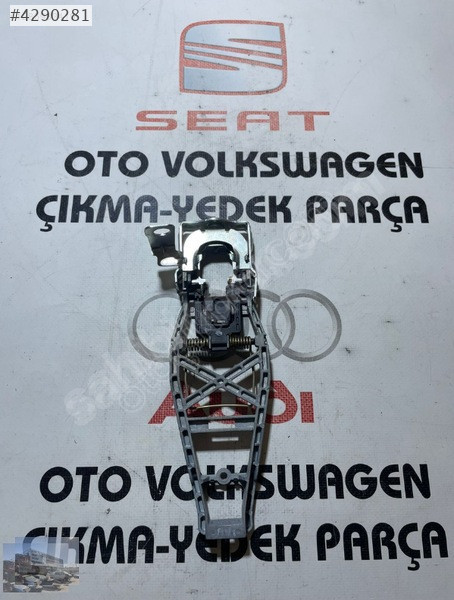 #4290281
SEAT
OTO VOLKSWAGEN
ÇIKMA-YEDEK PARÇA
AUDI
OTO VOLKSWAGEN
ÇIKMA-YEDEK PARÇA